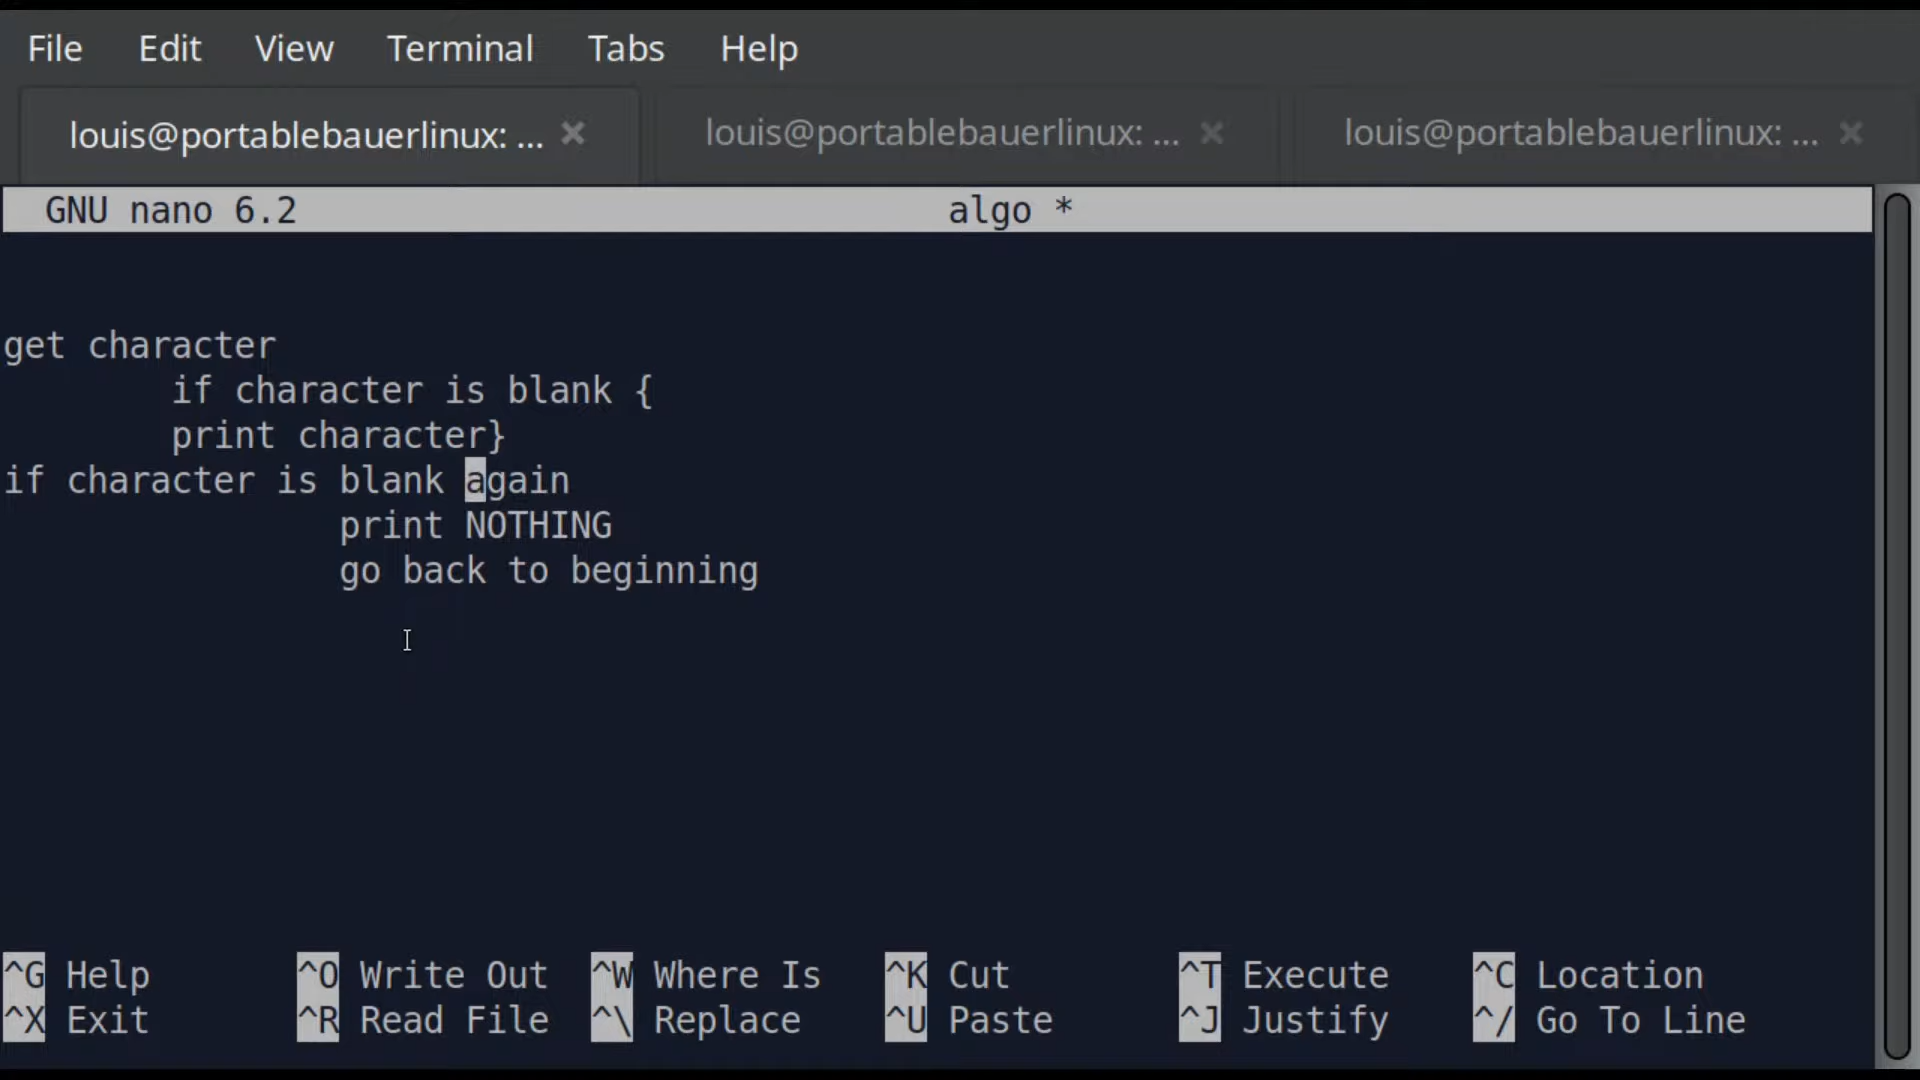 File Edit View Terminal Tabs Help
louis@portablebauerlinux: ... × louis@portablebauerlinux: ... × louis@portablebauerlinux: ... ×
GNU nano 6.2 algo *
get character
if character is blank {
print character}
if character is blank again
print NOTHING
go back to beginning
^G Help ^O Write Out ^W Where Is ^K Cut ^T Execute ^C Location
^X Exit ^R Read File ^\ Replace ^U Paste ^J Justify ^/ Go To Line